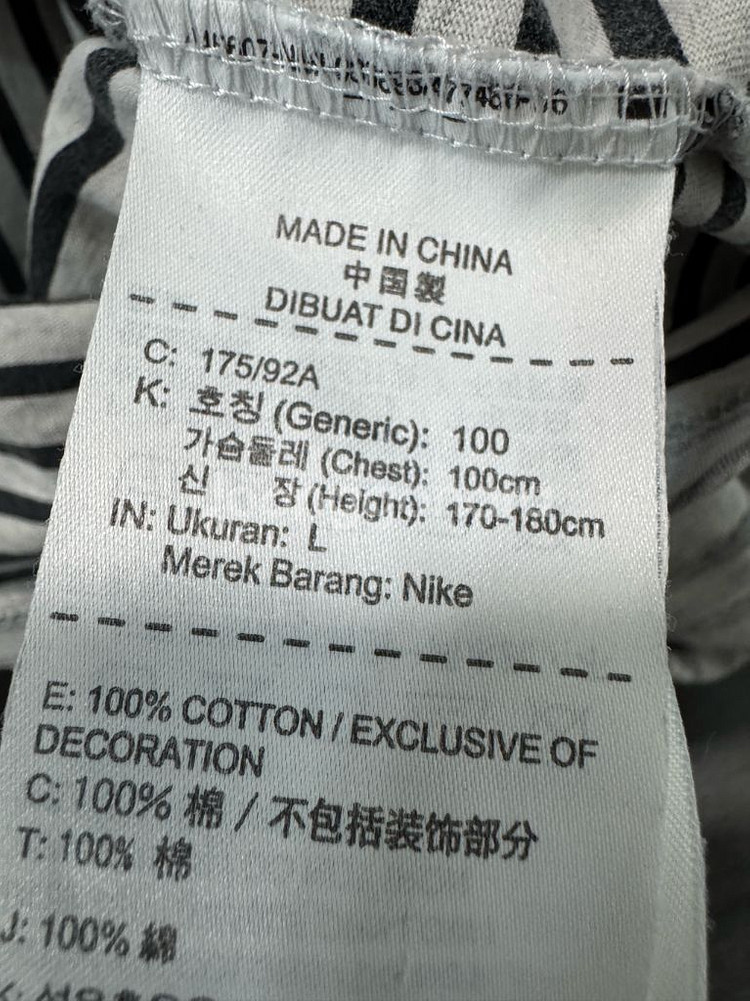 MADE IN CHINA
中国製
DIBUAT DI CINA
C: 175/92A
K: 호칭 (Generic): 100
가슴둘레 (Chest): 100cm
신 장 (Height): 170-180cm
IN: Ukuran: L
Merek Barang: Nike
E: 100% COTTON / EXCLUSIVE OF
DECORATION
C: 100% 棉 / 不包括装饰部分
T: 100% 棉
J: 100% 綿